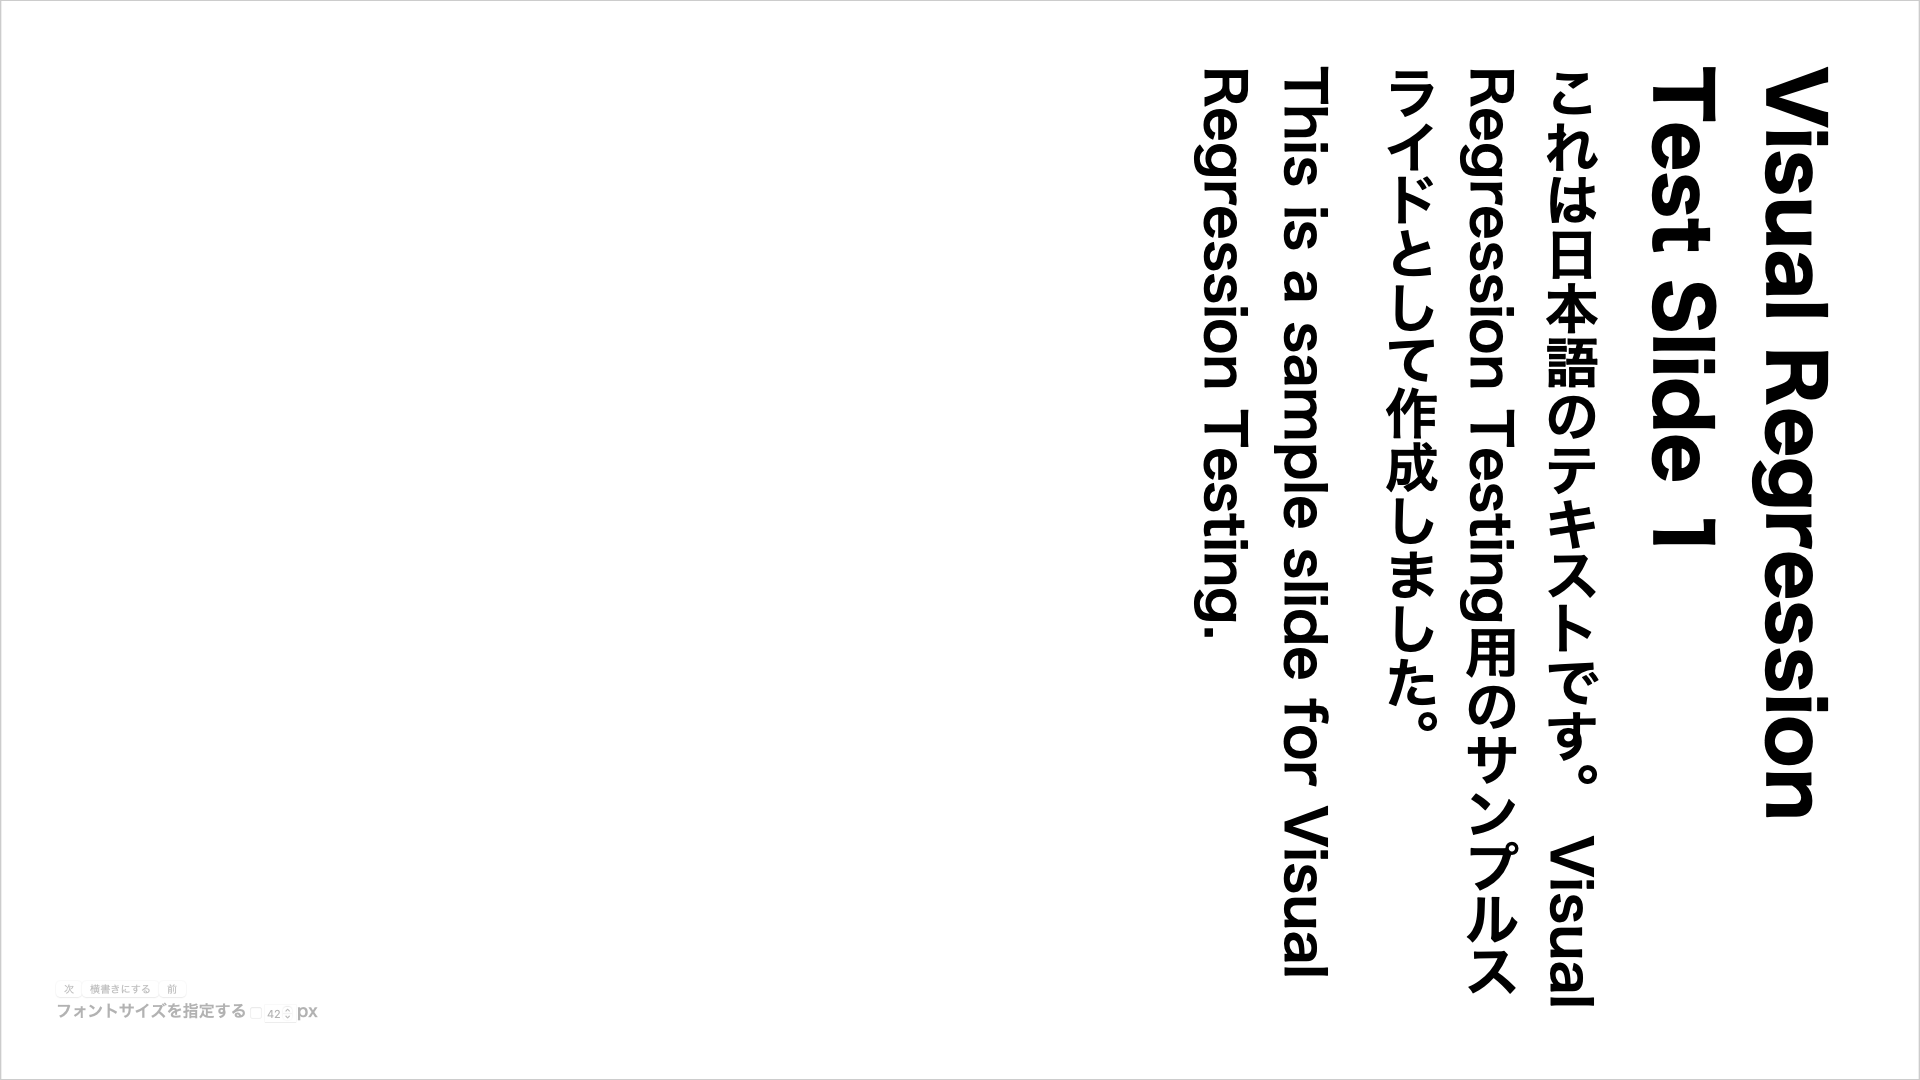 Visual Regression
Test Slide 1
これは日本語のテキストです。 Visual
Regression Testing用のサンプルス
ライドとして作成しました。
This is a sample slide for Visual
Regression Testing.
次 横書きにする 前
フォントサイズを指定する 42 px